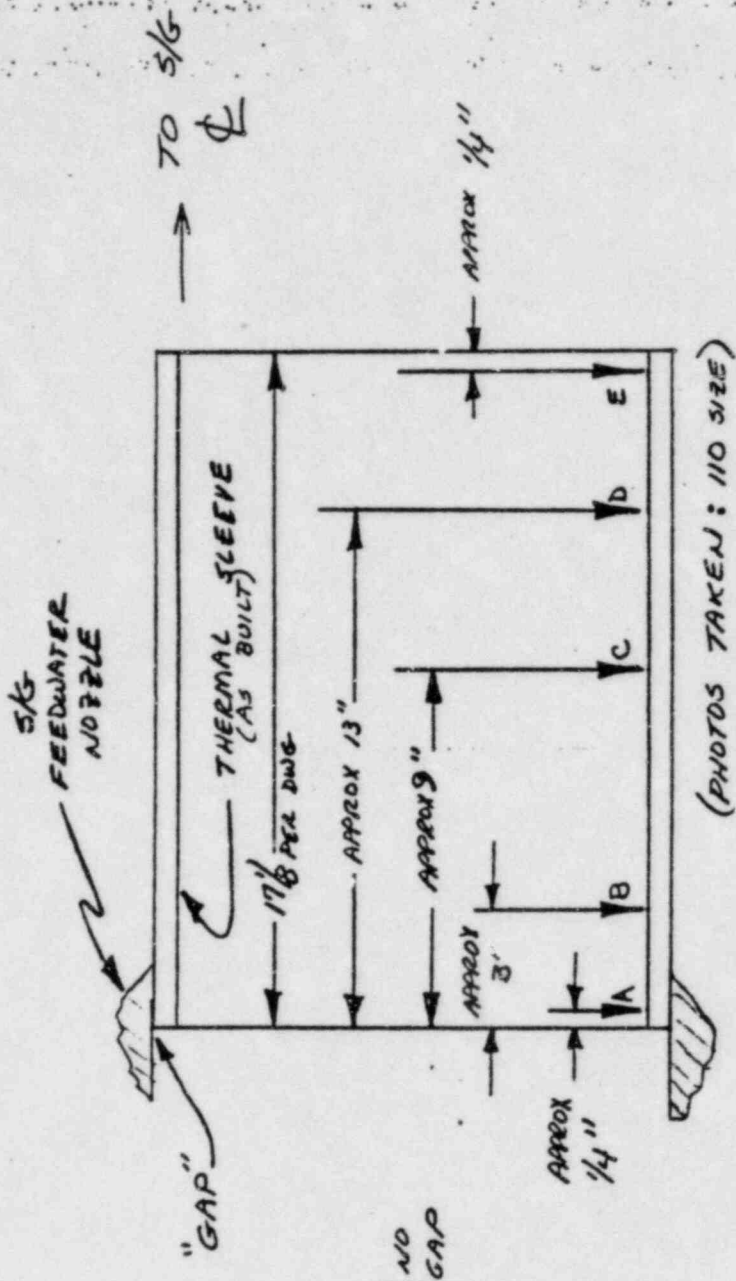 S/G
FEEDWATER
NOZZLE
TO S/G
℄
"GAP"
THERMAL SLEEVE
(AS BUILT)
17 1/8 PER DWG
APPROX 13"
APPROX 9"
APPROX
3"
APPROX 1/4"
NO
GAP
APPROX
1/4"
A
B
C
D
E
(PHOTOS TAKEN: 110 SIZE)